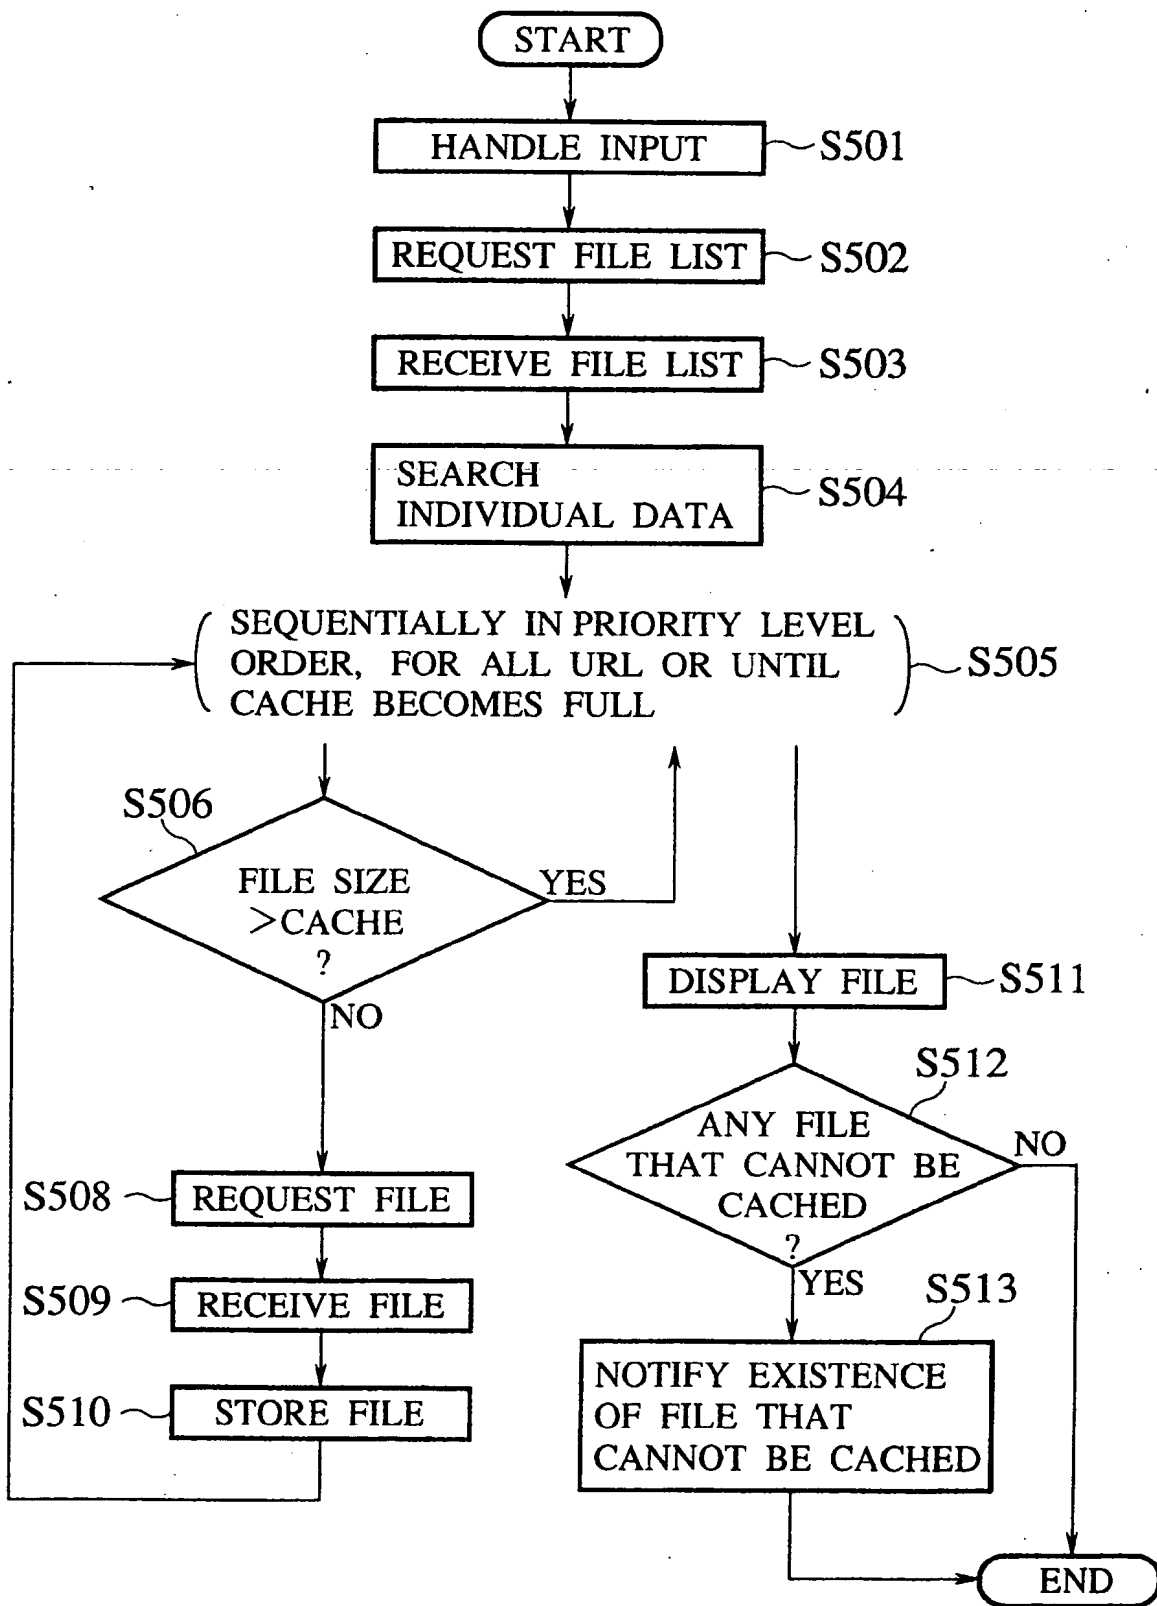 START
HANDLE INPUT
S501
REQUEST FILE LIST
S502
RECEIVE FILE LIST
S503
SEARCH
INDIVIDUAL DATA
S504
SEQUENTIALLY IN PRIORITY LEVEL
ORDER, FOR ALL URL OR UNTIL
CACHE BECOMES FULL
S505
S506
FILE SIZE
>CACHE
?
YES
NO
S508
REQUEST FILE
S509
RECEIVE FILE
S510
STORE FILE
DISPLAY FILE
S511
S512
ANY FILE
THAT CANNOT BE
CACHED
?
NO
YES
S513
NOTIFY EXISTENCE
OF FILE THAT
CANNOT BE CACHED
END